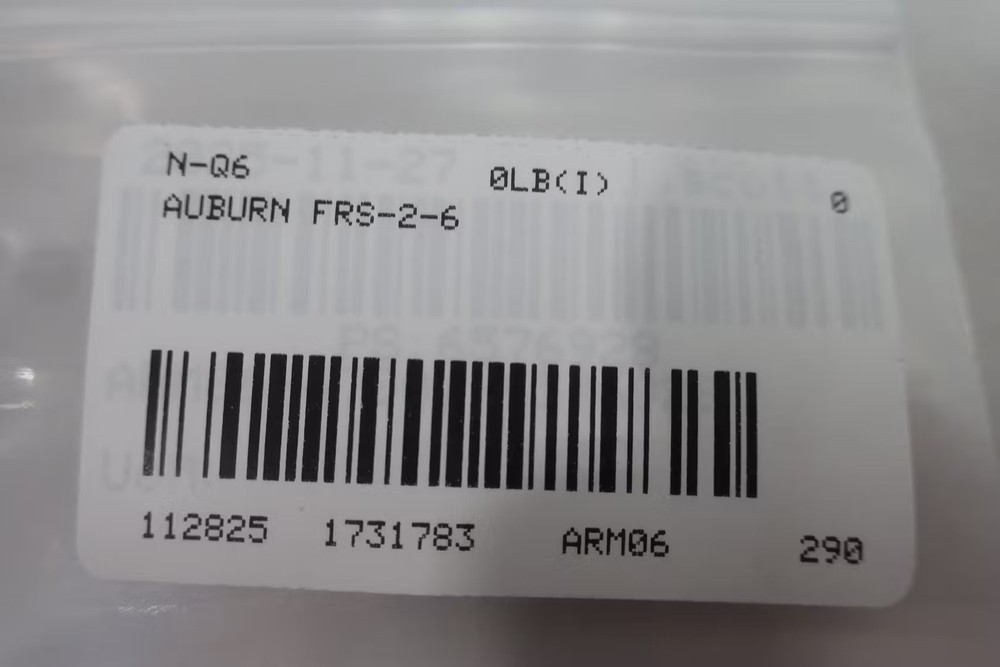 N-Q6 0LB(I) 0
AUBURN FRS-2-6
112825 1731783 ARM06 290